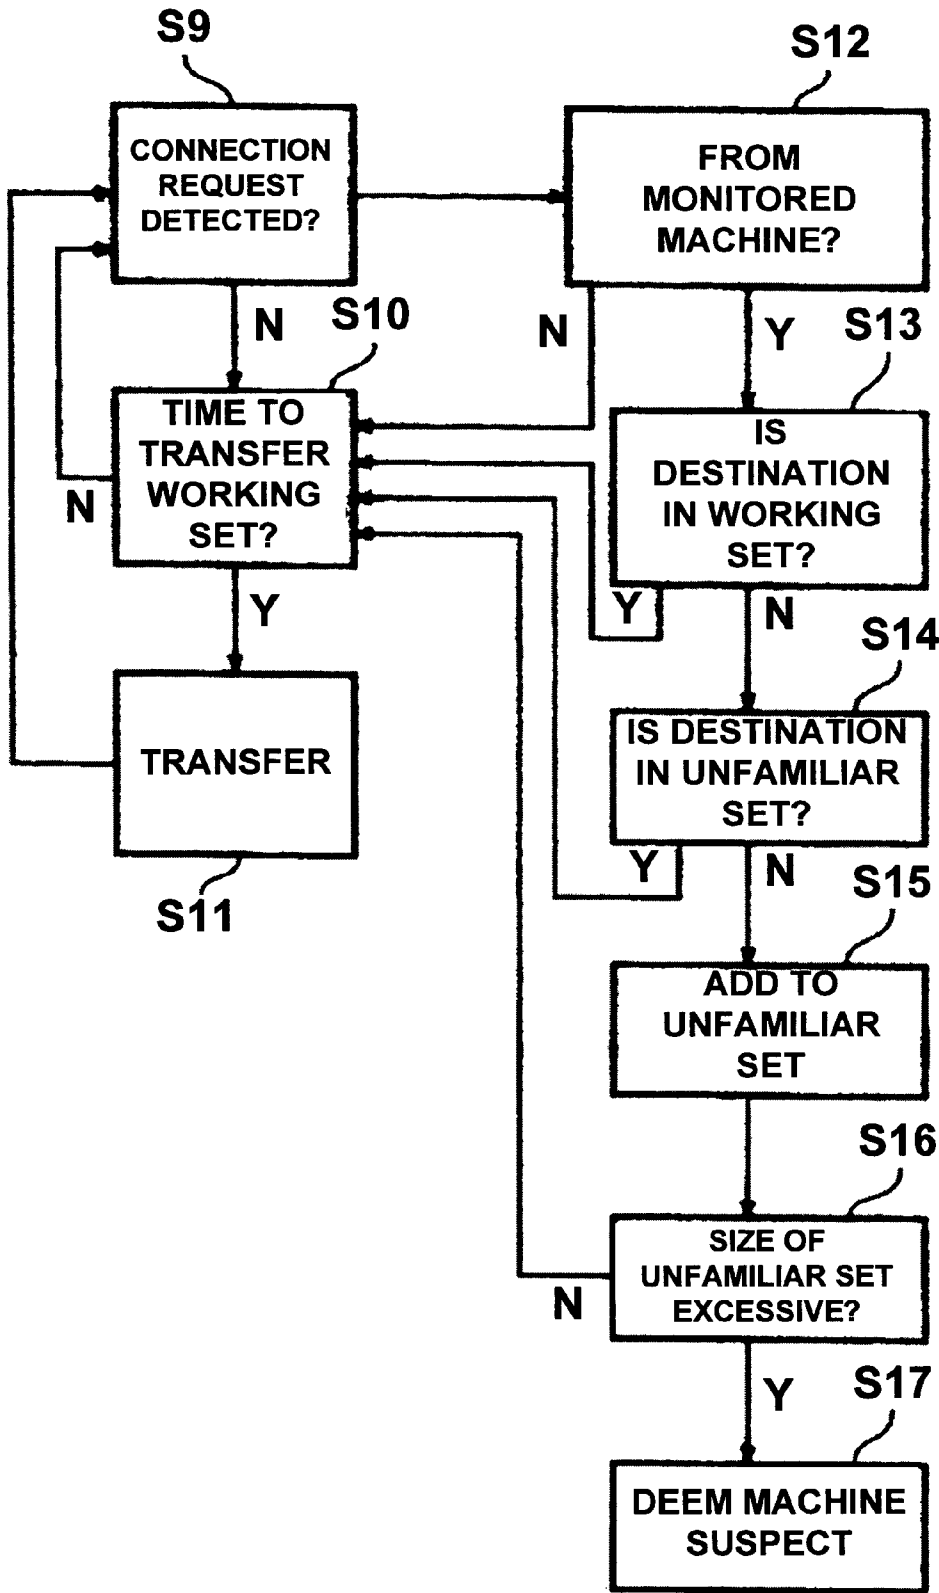 S9
CONNECTION
REQUEST
DETECTED?
S12
FROM
MONITORED
MACHINE?
N
S10
N
Y
S13
TIME TO
TRANSFER
WORKING
SET?
N
IS
DESTINATION
IN WORKING
SET?
Y
Y
N
S14
TRANSFER
S11
IS DESTINATION
IN UNFAMILIAR
SET?
Y
N
S15
ADD TO
UNFAMILIAR
SET
S16
SIZE OF
UNFAMILIAR SET
EXCESSIVE?
N
Y
S17
DEEM MACHINE
SUSPECT